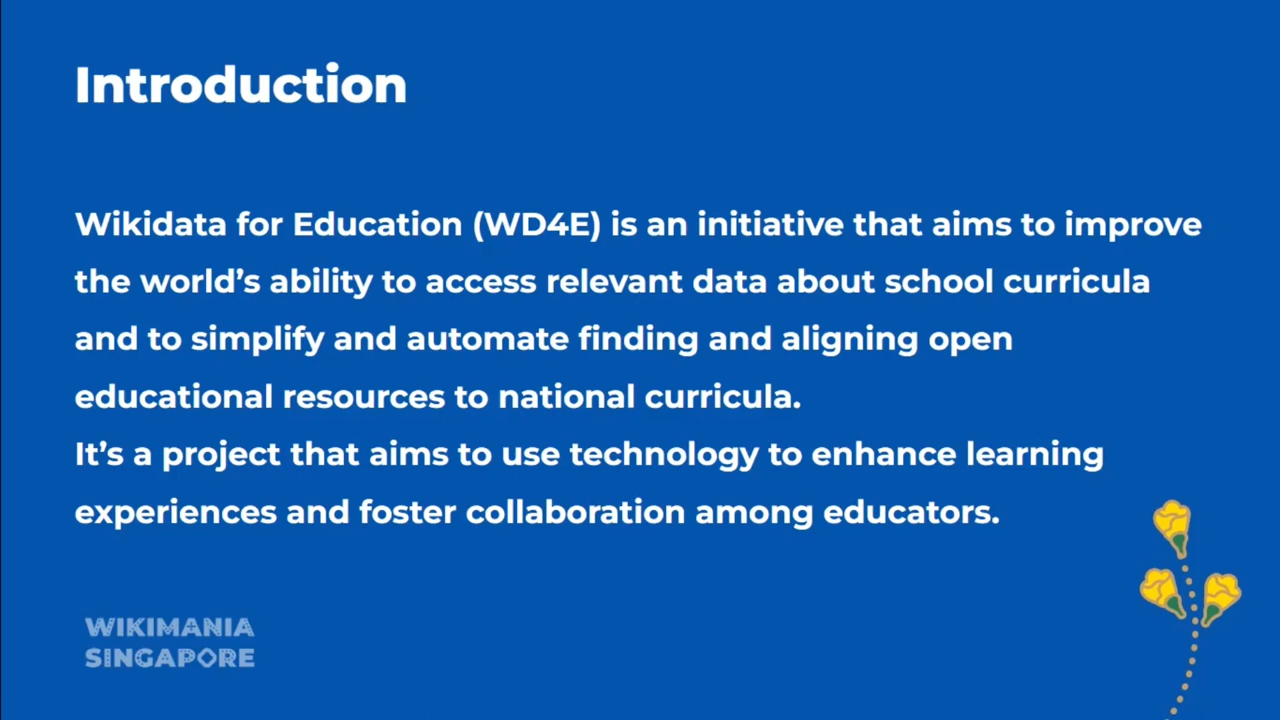 Introduction
Wikidata for Education (WD4E) is an initiative that aims to improve
the world’s ability to access relevant data about school curricula
and to simplify and automate finding and aligning open
educational resources to national curricula.
It’s a project that aims to use technology to enhance learning
experiences and foster collaboration among educators.
WIKIMANIA
SINGAPORE